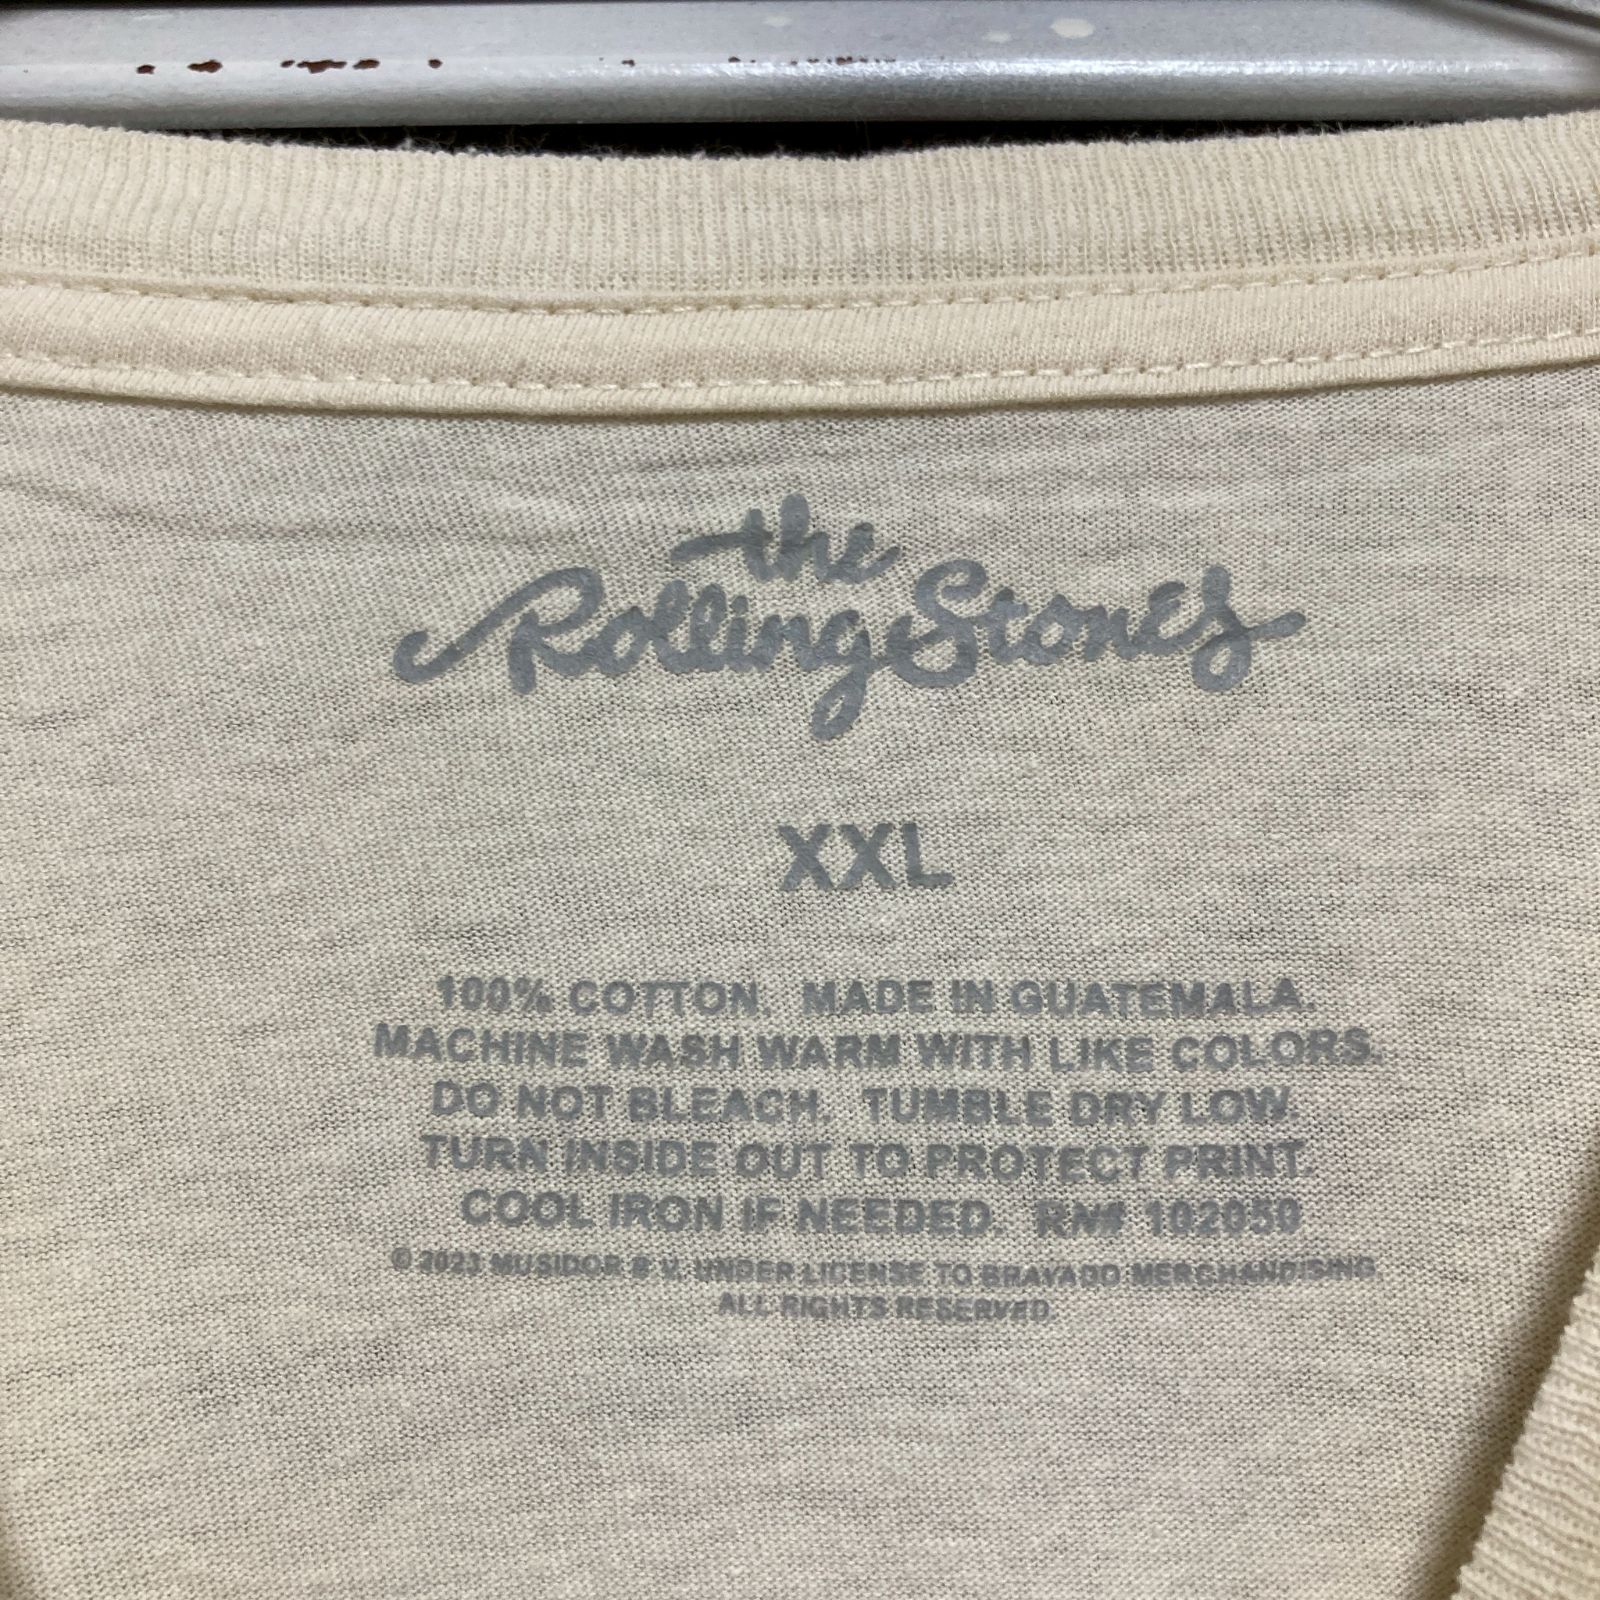 the
Rolling Stones
XXL
100% COTTON. MADE IN GUATEMALA.
MACHINE WASH WARM WITH LIKE COLORS.
DO NOT BLEACH. TUMBLE DRY LOW.
TURN INSIDE OUT TO PROTECT PRINT.
COOL IRON IF NEEDED. RN# 102050
© 2023 MUSIDOR B.V. UNDER LICENSE TO BRAVADO MERCHANDISING
ALL RIGHTS RESERVED.